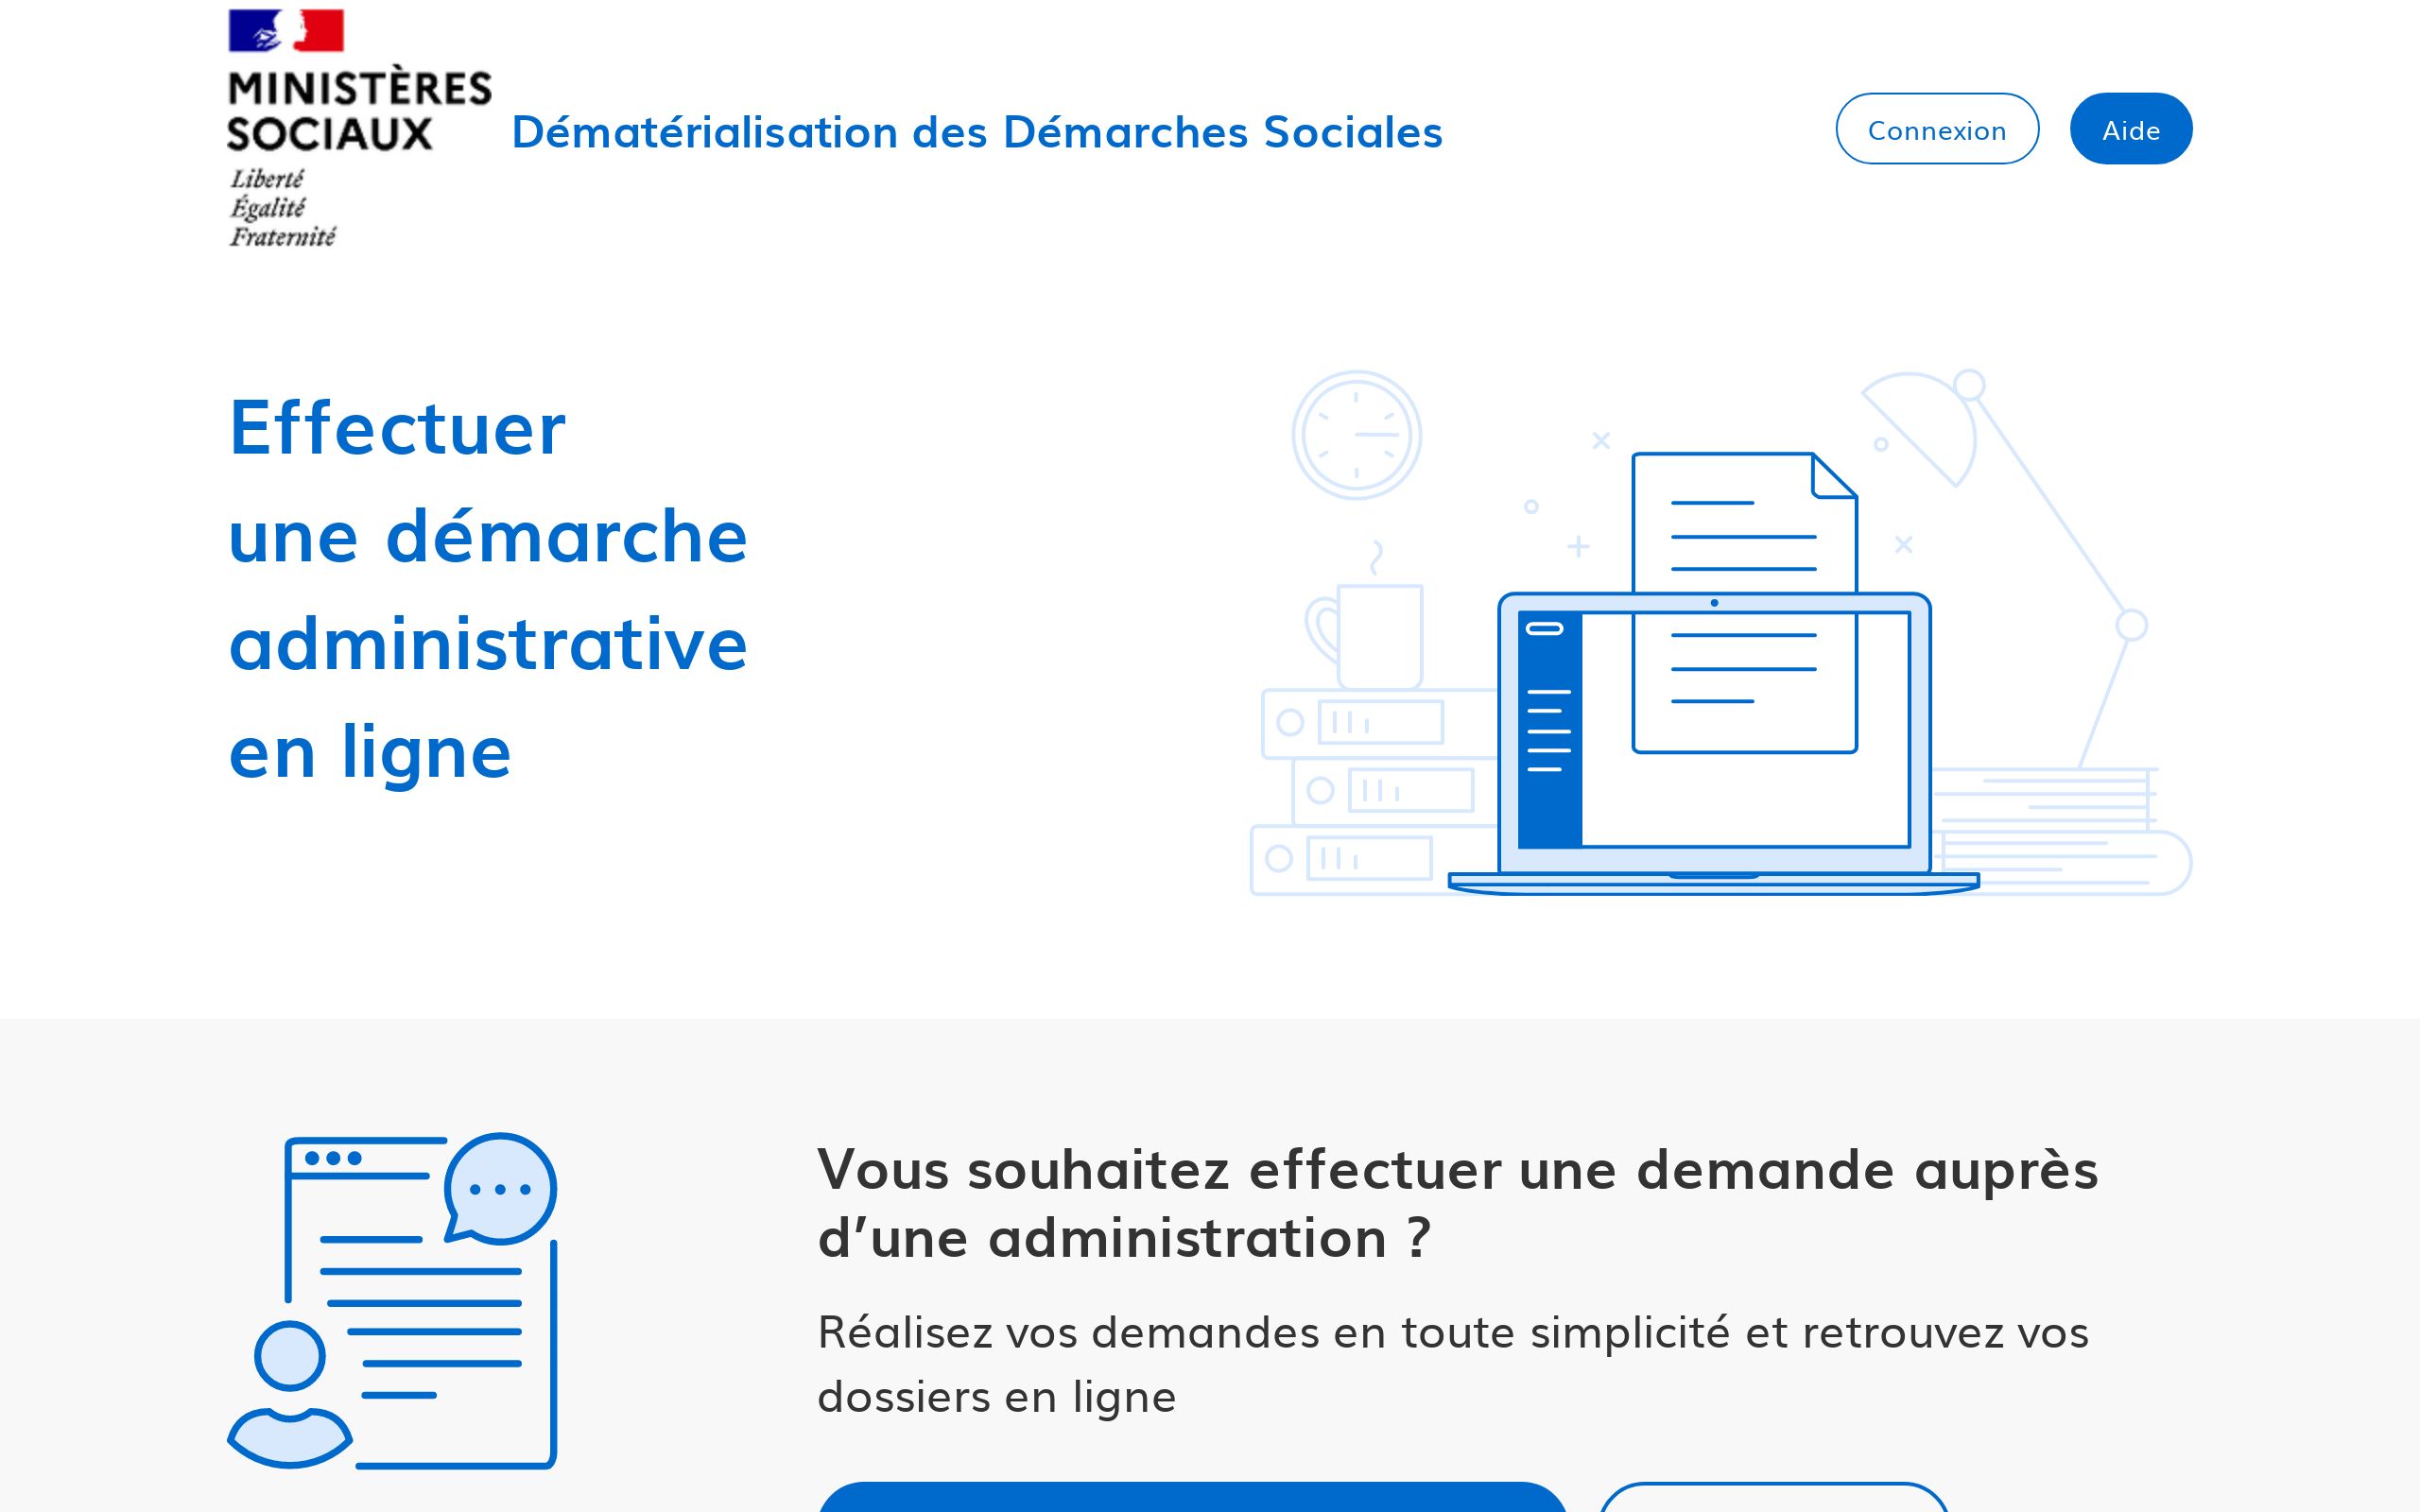 MINISTÈRES
SOCIAUX
Liberté
Égalité
Fraternité
Dématérialisation des Démarches Sociales
Connexion
Aide
Effectuer
une démarche
administrative
en ligne
Vous souhaitez effectuer une demande auprès
d’une administration ?
Réalisez vos demandes en toute simplicité et retrouvez vos
dossiers en ligne